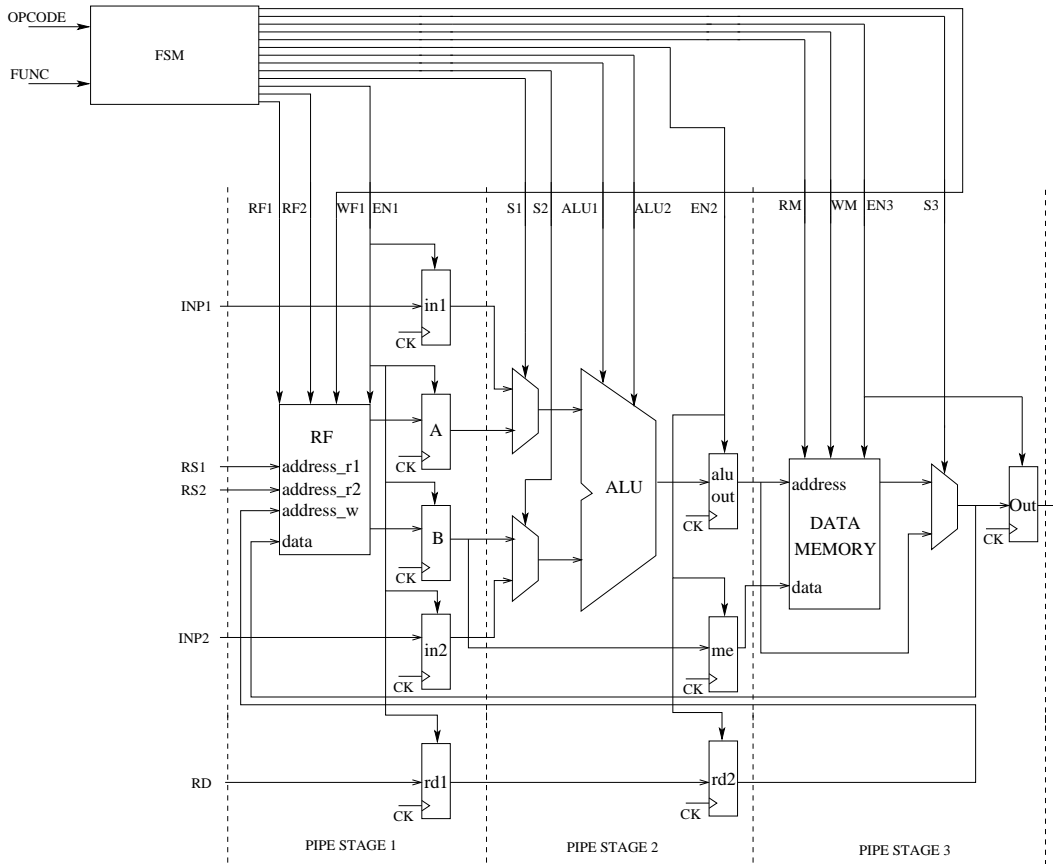 OPCODE
FSM
FUNC
RF1 RF2 WF1 EN1 S1 S2 ALU1 ALU2 EN2 RM WM EN3 S3
INP1
in1
CK
RF
A
RS1
address_r1
CK
RS2
address_r2
address_w
data
B
CK
ALU
alu
out
CK
address
DATA
MEMORY
data
Out
CK
INP2
in2
CK
me
CK
RD
rd1
CK
rd2
CK
PIPE STAGE 1
PIPE STAGE 2
PIPE STAGE 3